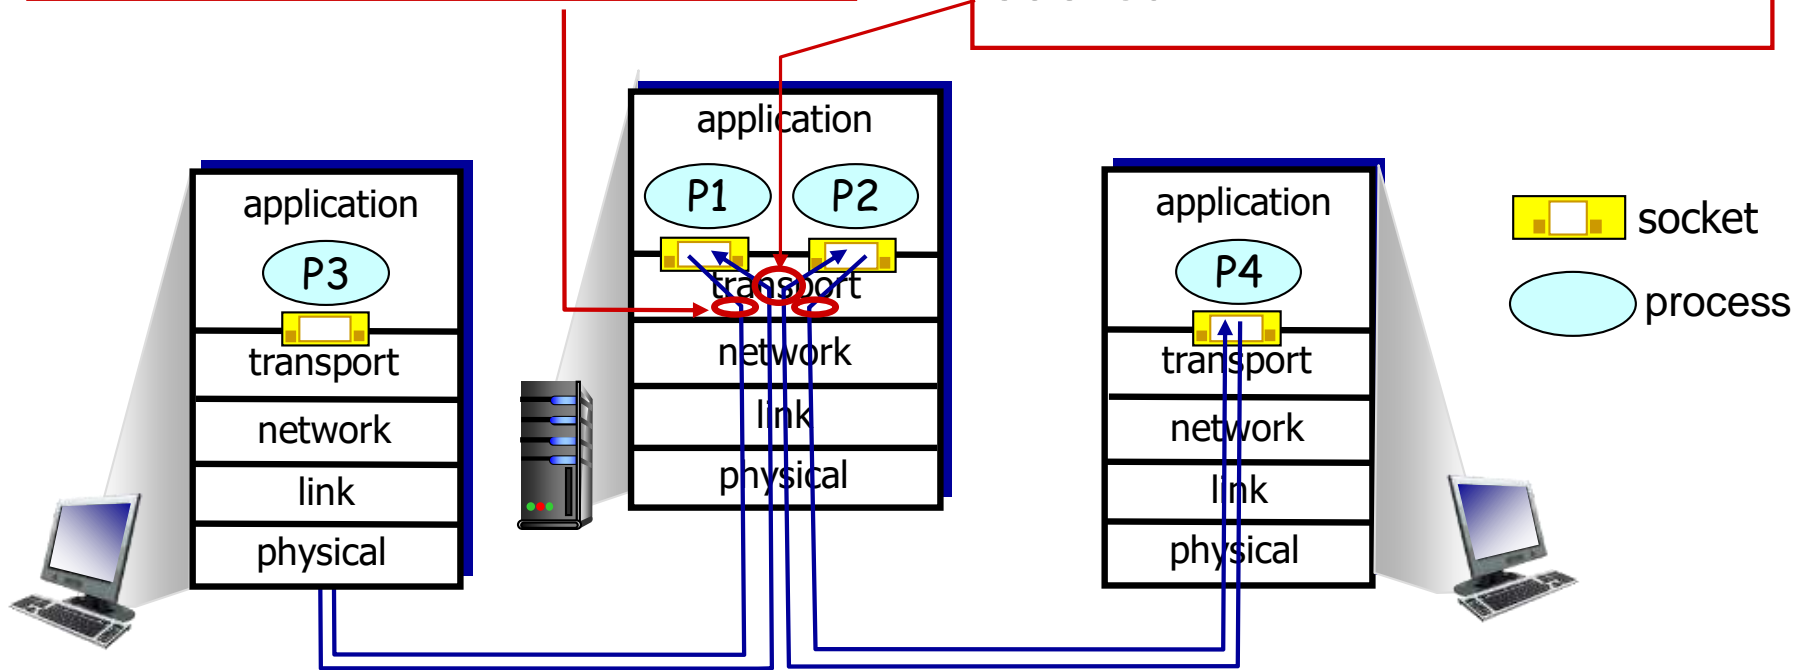 application
P1
P2
transport
network
link
physical
application
P3
transport
network
link
physical
application
P4
transport
network
link
physical
socket
process